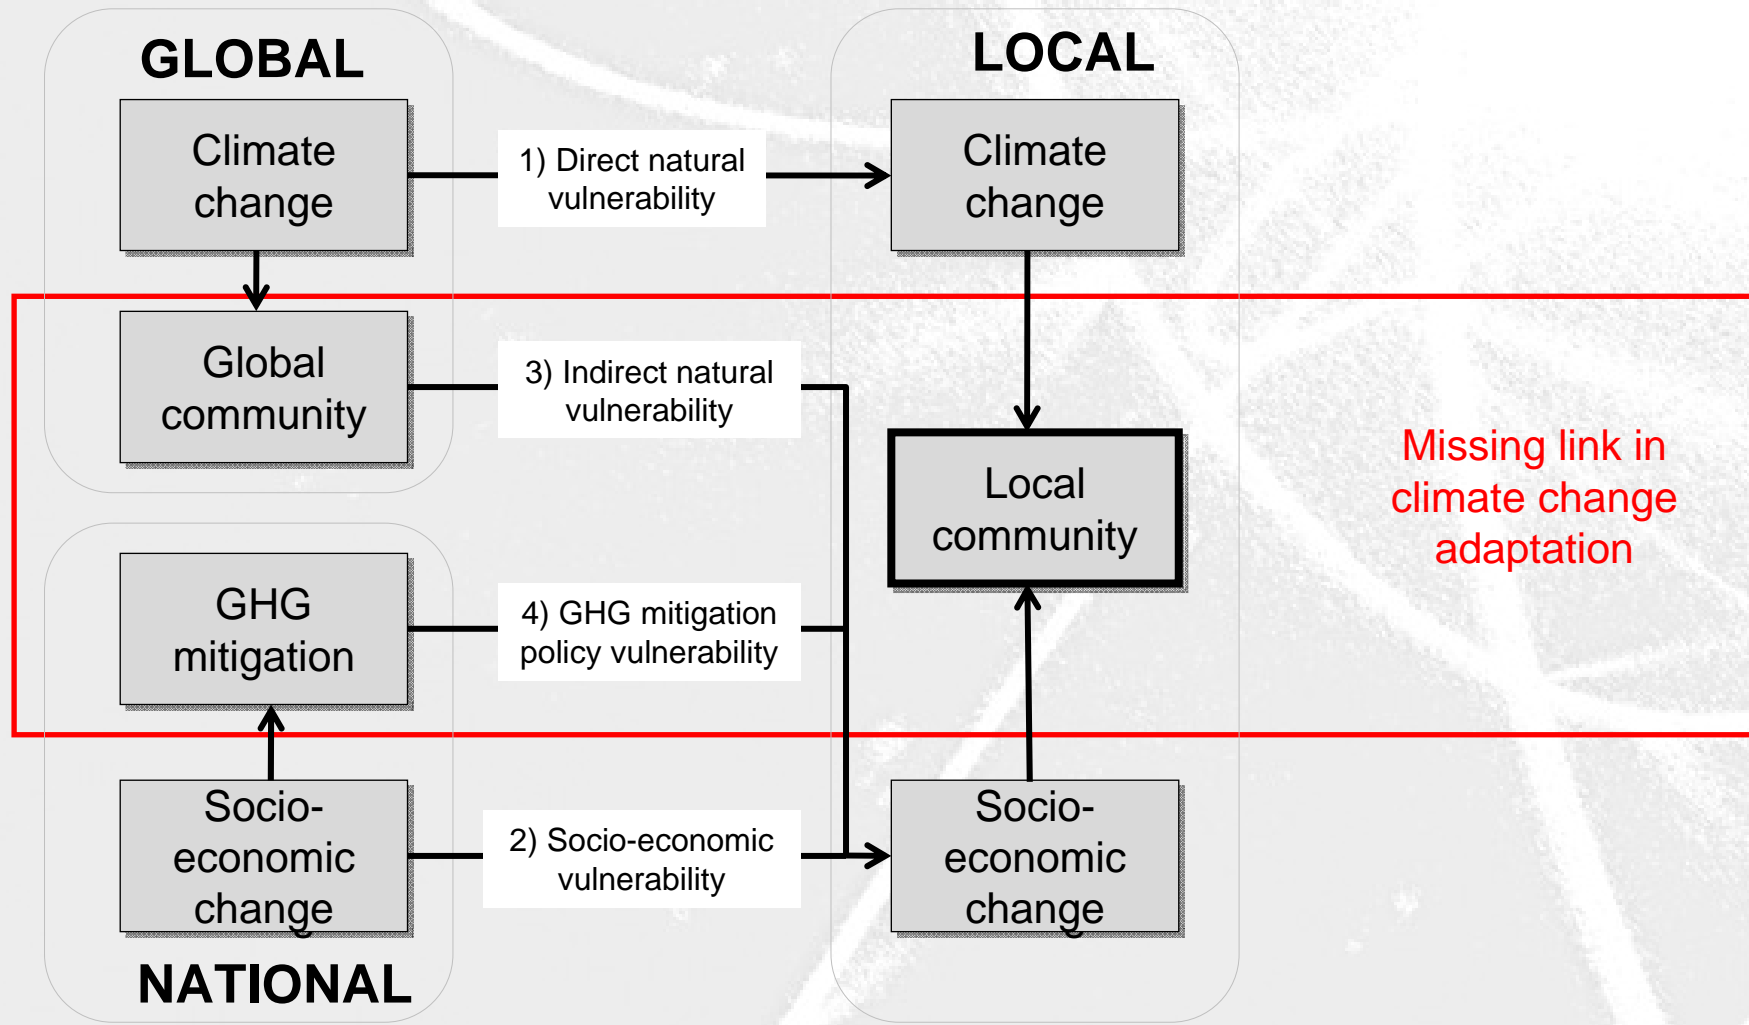 GLOBAL
LOCAL
Climate
change
1) Direct natural
vulnerability
Climate
change
Global
community
3) Indirect natural
vulnerability
Local
community
Missing link in
climate change
adaptation
GHG
mitigation
4) GHG mitigation
policy vulnerability
Socio-
economic
change
2) Socio-economic
vulnerability
Socio-
economic
change
NATIONAL